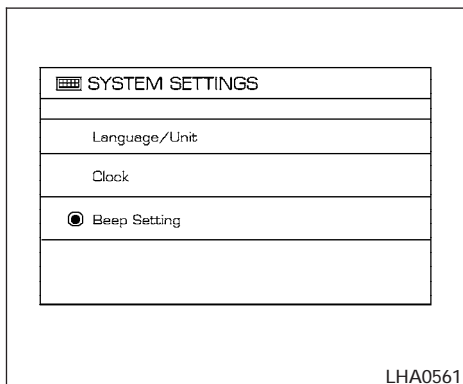 SYSTEM SETTINGS
Language/Unit
Clock
Beep Setting
LHA0561